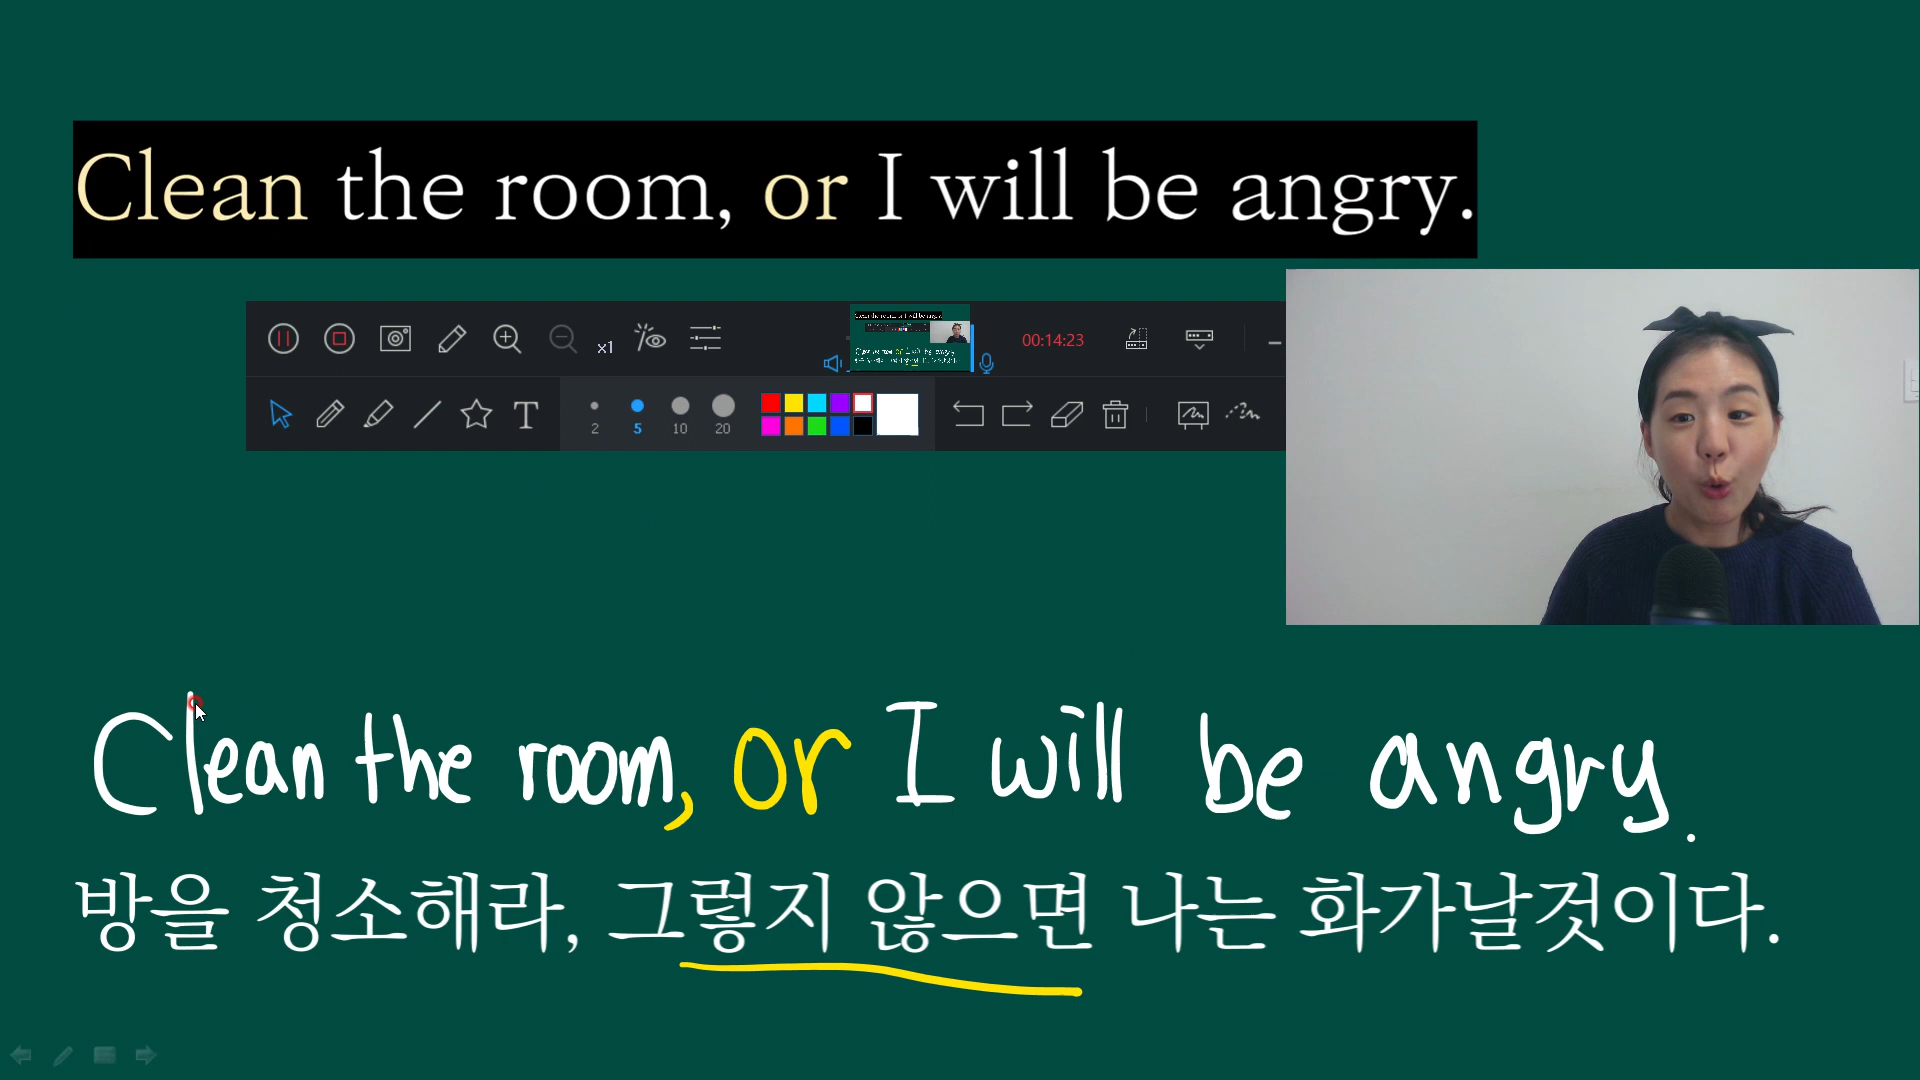 Clean the room, or I will be angry.
x1
00:14:23
T
2 5 10 20
Clean the room, or I will be angry.
방을 청소해라, 그렇지 않으면 나는 화가날것이다.